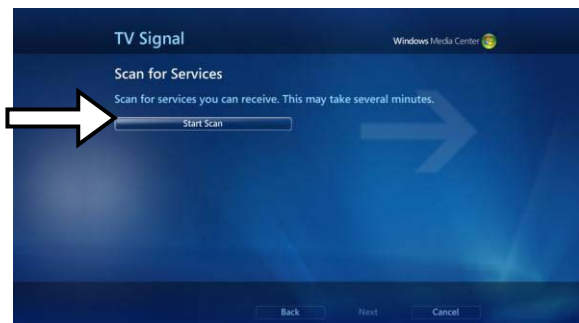 TV Signal
Windows Media Center
Scan for Services
Scan for services you can receive. This may take several minutes.
Start Scan
Back Next Cancel